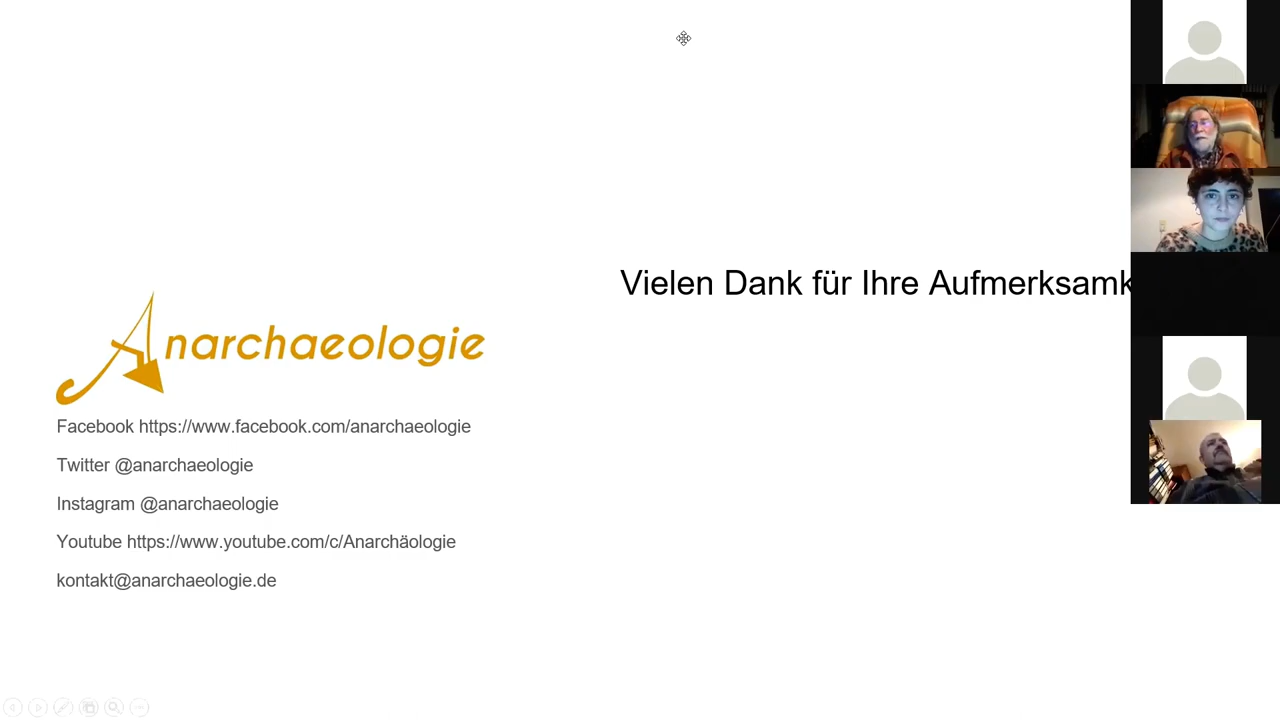 Vielen Dank für Ihre Aufmerksamk
Anarchaeologie
Facebook https://www.facebook.com/anarchaeologie
Twitter @anarchaeologie
Instagram @anarchaeologie
Youtube https://www.youtube.com/c/Anarchäologie
kontakt@anarchaeologie.de